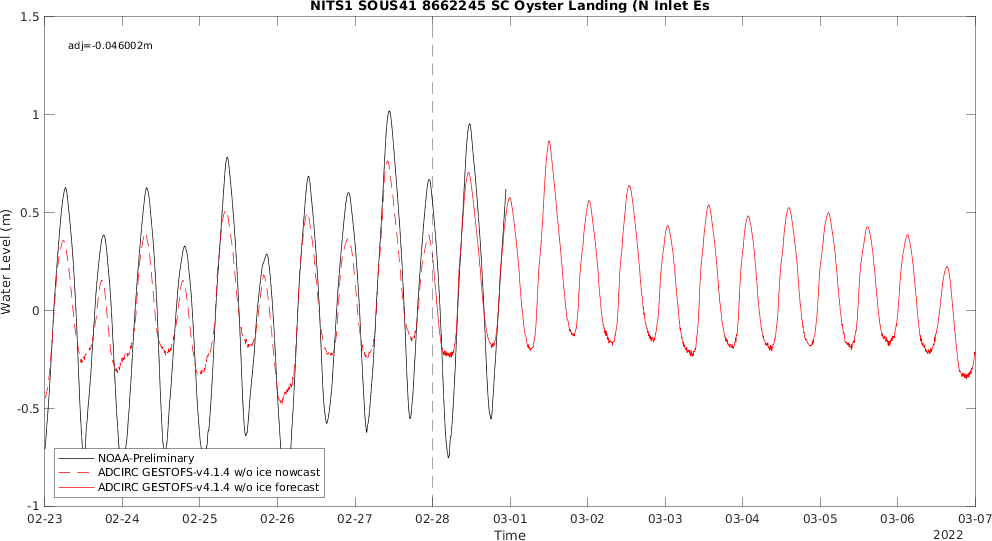 NITS1 SOUS41 8662245 SC Oyster Landing (N Inlet Es
adj=-0.046002m
1.5
1
0.5
0
-0.5
-1
Water Level (m)
NOAA-Preliminary
ADCIRC GESTOFS-v4.1.4 w/o ice nowcast
ADCIRC GESTOFS-v4.1.4 w/o ice forecast
02-23 02-24 02-25 02-26 02-27 02-28 03-01 03-02 03-03 03-04 03-05 03-06 03-07
Time
2022